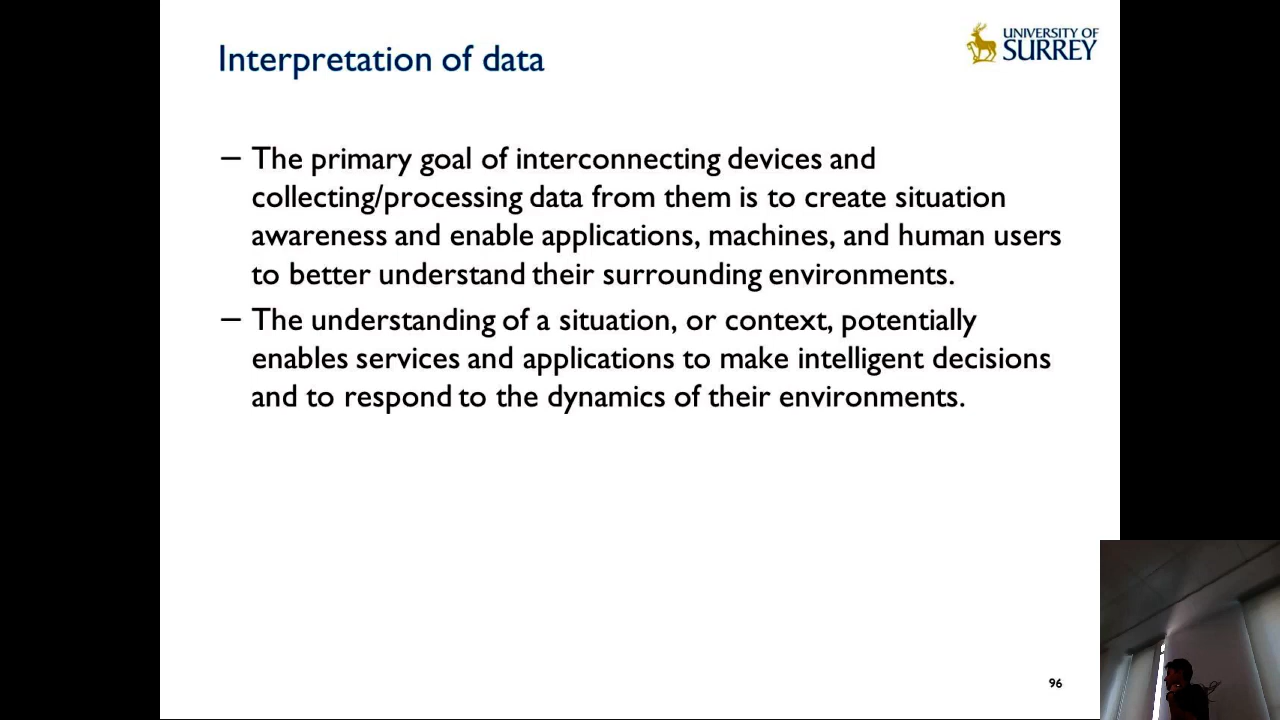 Interpretation of data
UNIVERSITY OF
SURREY
– The primary goal of interconnecting devices and
collecting/processing data from them is to create situation
awareness and enable applications, machines, and human users
to better understand their surrounding environments.
– The understanding of a situation, or context, potentially
enables services and applications to make intelligent decisions
and to respond to the dynamics of their environments.
96